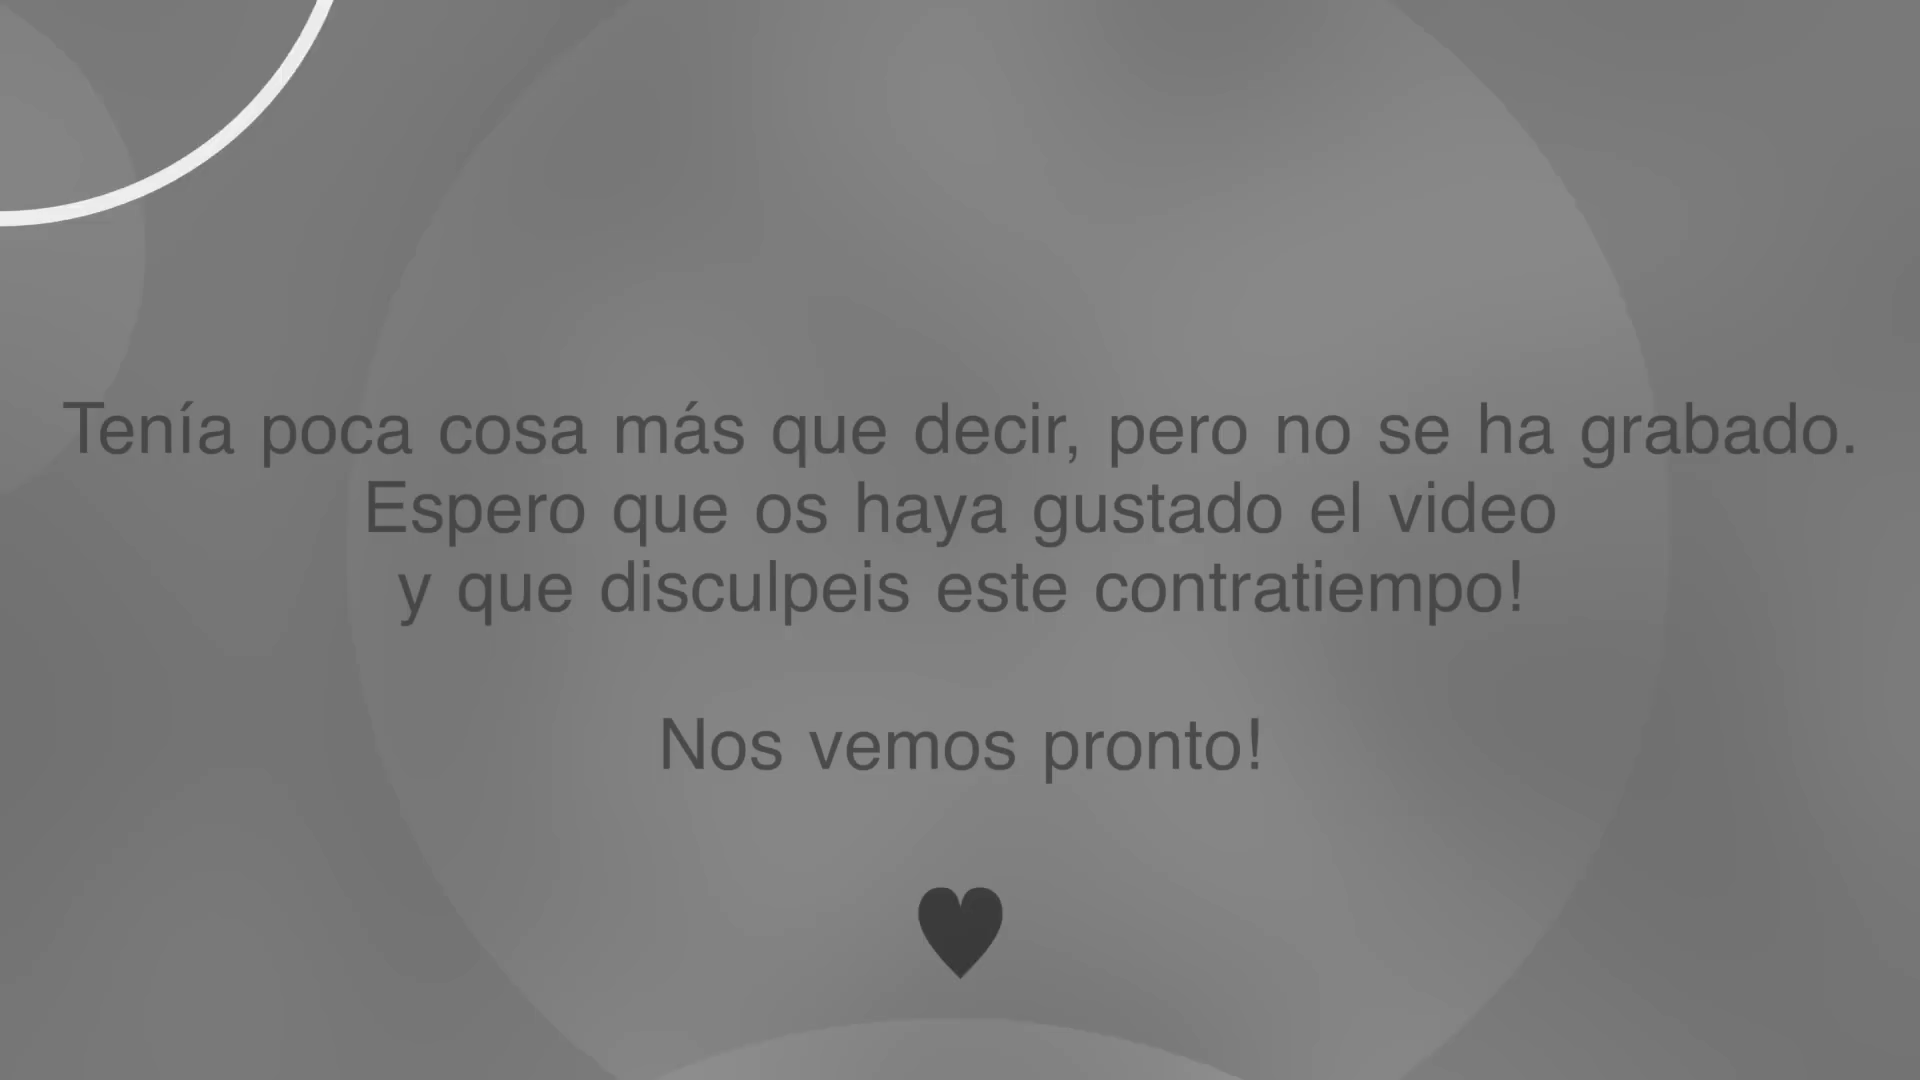 Tenía poca cosa más que decir, pero no se ha grabado.
Espero que os haya gustado el video
y que disculpeis este contratiempo!
Nos vemos pronto!